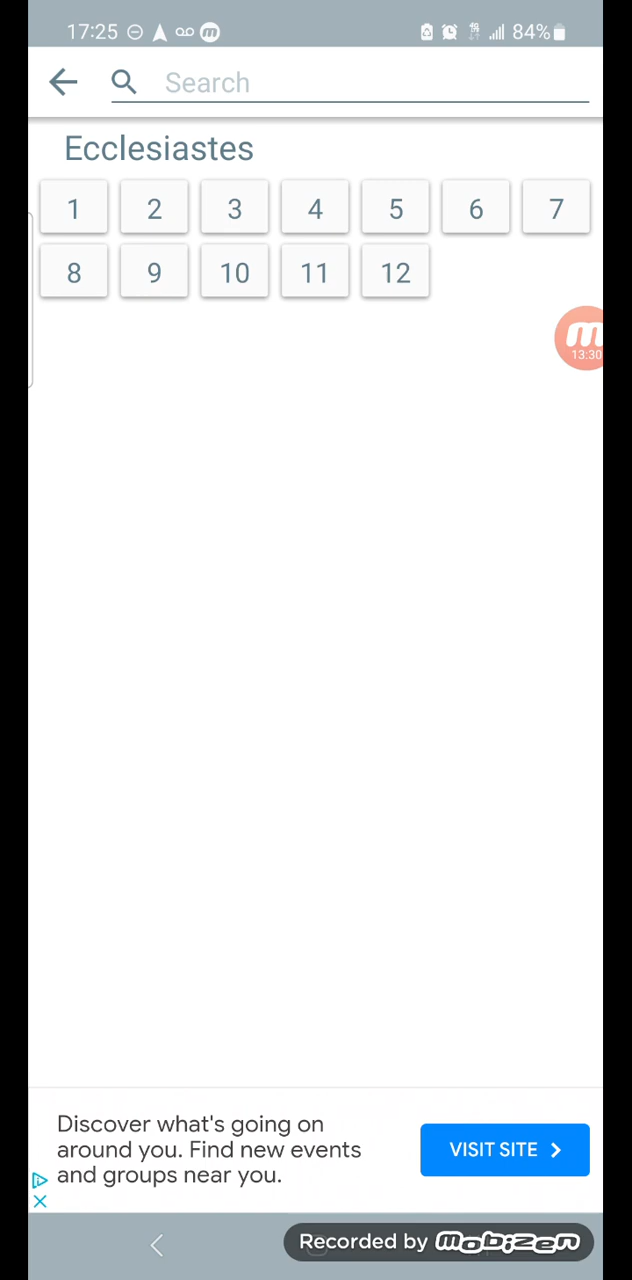 17:25 84%
Search
Ecclesiastes
1 2 3 4 5 6 7
8 9 10 11 12
13:30
Discover what's going on
around you. Find new events
and groups near you.
VISIT SITE
Recorded by mobizen